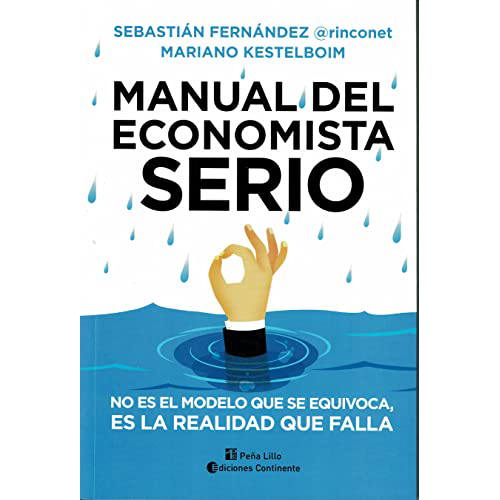 SEBASTIÁN FERNÁNDEZ @rinconet
MARIANO KESTELBOIM
MANUAL DEL
ECONOMISTA
SERIO
NO ES EL MODELO QUE SE EQUIVOCA,
ES LA REALIDAD QUE FALLA
Peña Lillo
Ediciones Continente